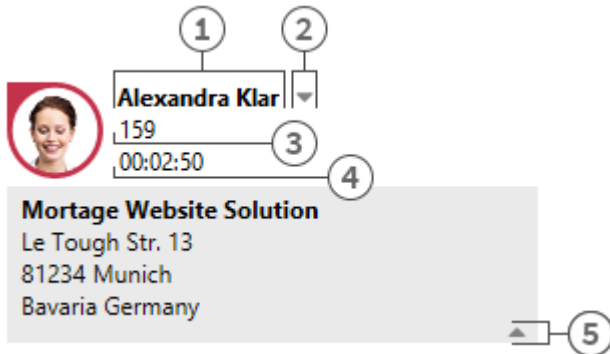 1 2
Alexandra Klar
159
3
00:02:50
4
Mortage Website Solution
Le Tough Str. 13
81234 Munich
Bavaria Germany
5